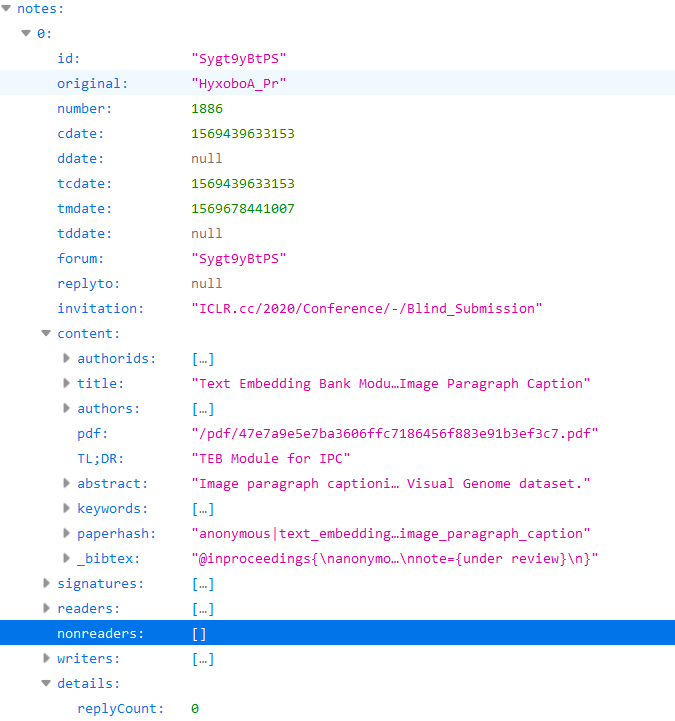 notes:
0:
id: "Sygt9yBtPS"
original: "HyxoboA_Pr"
number: 1886
cdate: 1569439633153
ddate: null
tcdate: 1569439633153
tmdate: 1569678441007
tddate: null
forum: "Sygt9yBtPS"
replyto: null
invitation: "ICLR.cc/2020/Conference/-/Blind_Submission"
content:
authorids: […]
title: "Text Embedding Bank Modu…Image Paragraph Caption"
authors: […]
pdf: "/pdf/47e7a9e5e7ba3606ffc7186456f883e91b3ef3c7.pdf"
TL;DR: "TEB Module for IPC"
abstract: "Image paragraph captioni… Visual Genome dataset."
keywords: […]
paperhash: "anonymous|text_embedding…image_paragraph_caption"
_bibtex: "@inproceedings{\nanonymo…\nnote={under review}\n}"
signatures: […]
readers: […]
nonreaders: []
writers: […]
details:
replyCount: 0